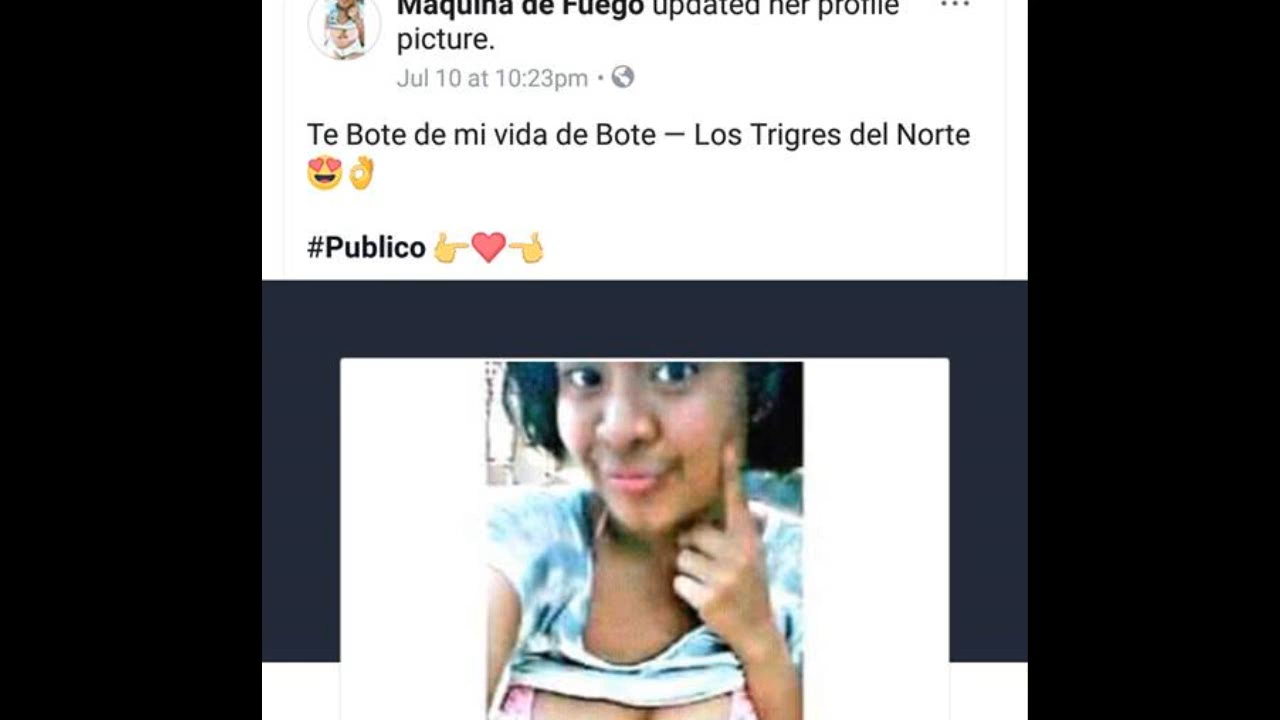 Maquina de Fuego updated her profile
picture.
Jul 10 at 10:23pm •
Te Bote de mi vida de Bote — Los Trigres del Norte
😍👌
#Publico 👉❤️👈